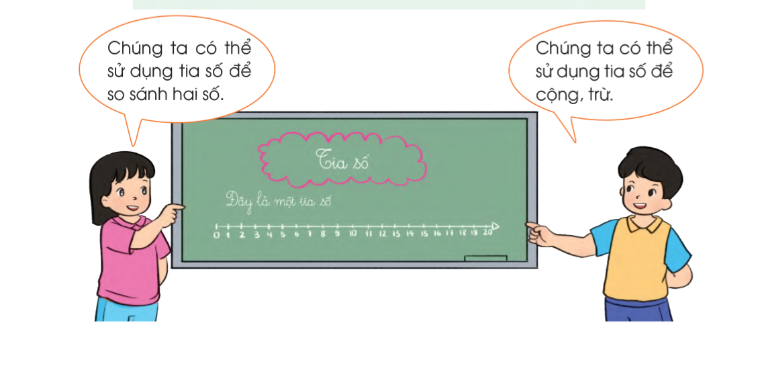 Chúng ta có thể
sử dụng tia số để
so sánh hai số.
Chúng ta có thể
sử dụng tia số để
cộng, trừ.
Tia số
Đây là một tia số
0 1 2 3 4 5 6 7 8 9 10 11 12 13 14 15 16 17 18 19 20